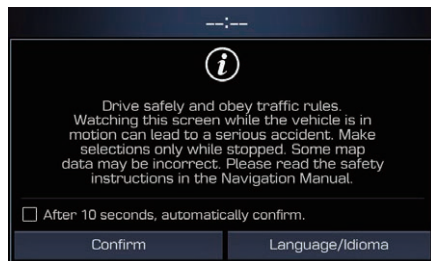 --:--
i
Drive safely and obey traffic rules.
Watching this screen while the vehicle is in
motion can lead to a serious accident. Make
selections only while stopped. Some map
data may be incorrect. Please read the safety
instructions in the Navigation Manual.
After 10 seconds, automatically confirm.
Confirm
Language/Idioma